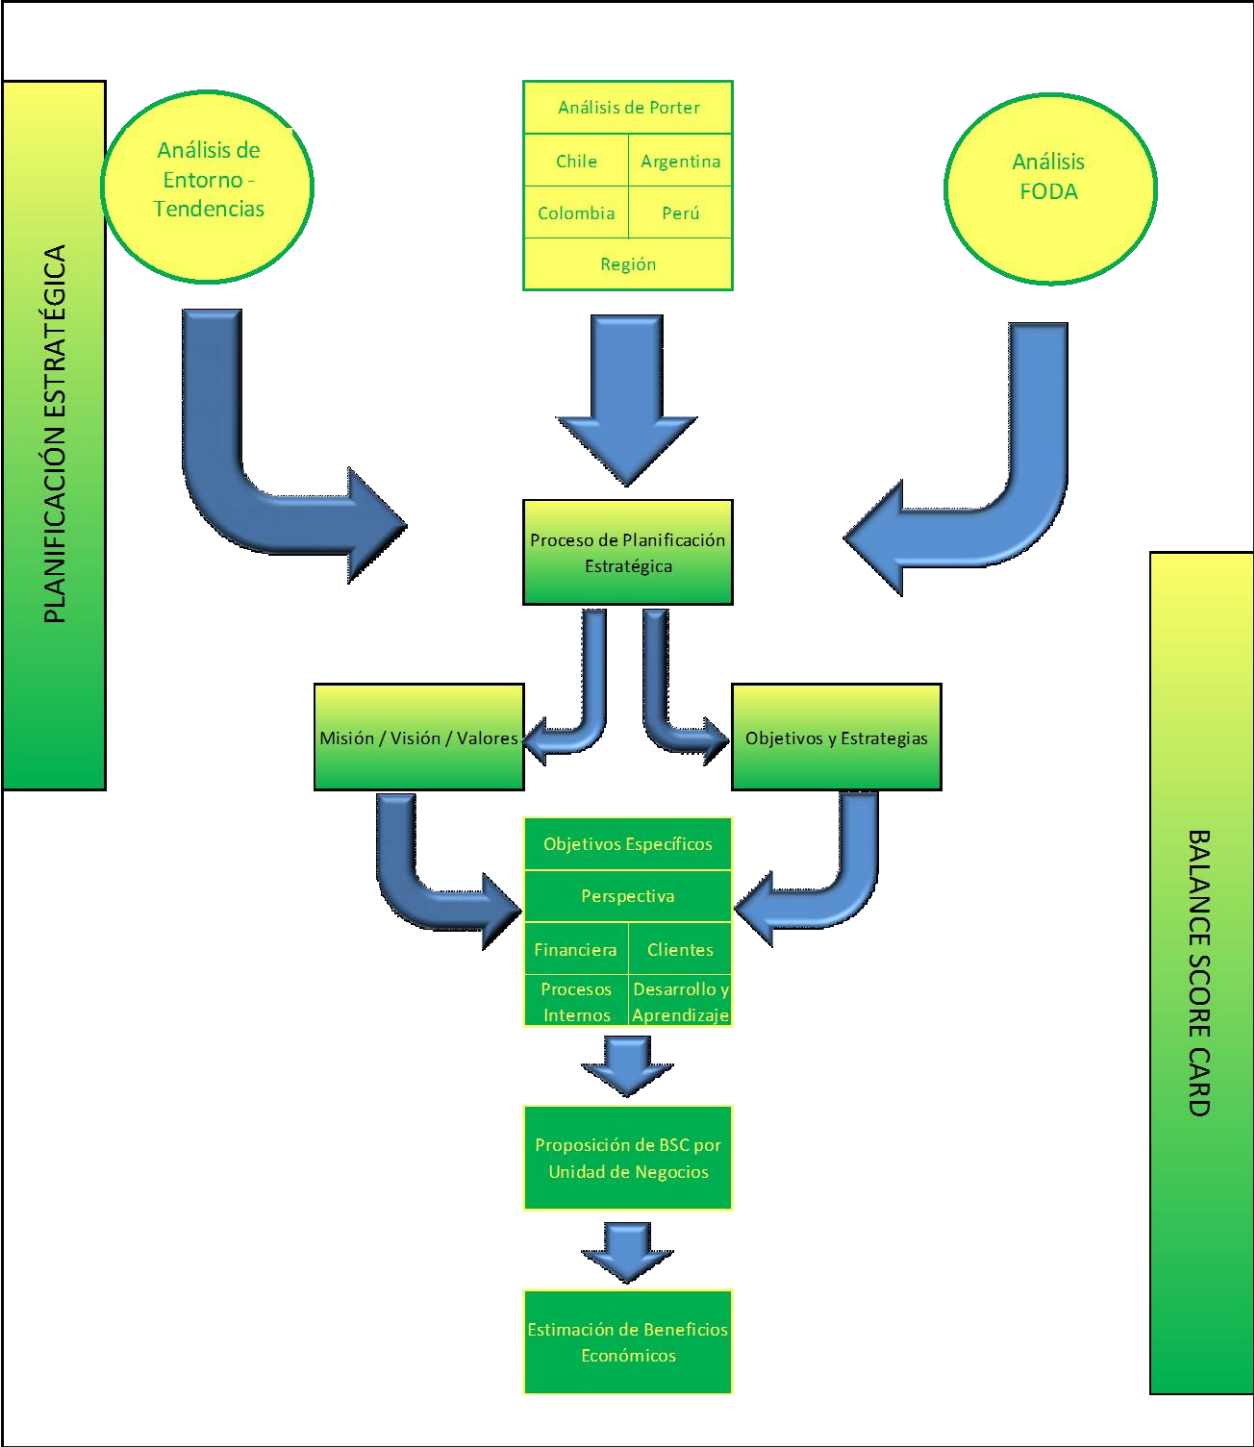 PLANIFICACIÓN ESTRATÉGICA
Análisis de
Entorno -
Tendencias
Análisis de Porter
Chile
Argentina
Colombia
Perú
Región
Análisis
FODA
Proceso de Planificación
Estratégica
Misión / Visión / Valores
Objetivos y Estrategias
Objetivos Específicos
Perspectiva
Financiera
Clientes
Procesos
Internos
Desarrollo y
Aprendizaje
Proposición de BSC por
Unidad de Negocios
Estimación de Beneficios
Económicos
BALANCE SCORE CARD